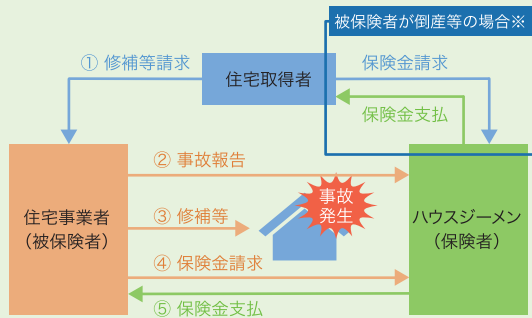 被保険者が倒産等の場合※
① 修補等請求
住宅取得者
保険金請求
保険金支払
② 事故報告
事故
発生
住宅事業者
（被保険者）
③ 修補等
ハウスジーメン
（保険者）
④ 保険金請求
⑤ 保険金支払